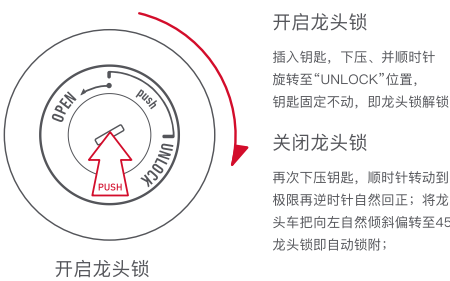 OPEN
push
UNLOCK
PUSH
开启龙头锁
开启龙头锁
插入钥匙，下压、并顺时针
旋转至“UNLOCK”位置，
钥匙固定不动，即龙头锁解锁
关闭龙头锁
再次下压钥匙，顺时针转动到
极限再逆时针自然回正；将龙
头车把向左自然倾斜偏转至45
龙头锁即自动锁附；